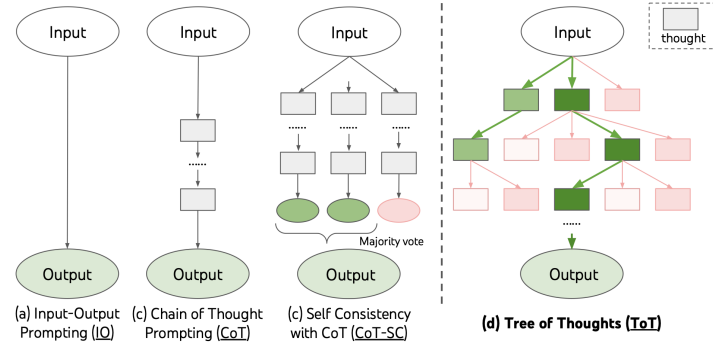 Input
Input
Input
Input
thought
......
......
......
......
......
Majority vote
Output
Output
Output
Output
(a) Input-Output
Prompting (IO)
(c) Chain of Thought
Prompting (CoT)
(c) Self Consistency
with CoT (CoT-SC)
(d) Tree of Thoughts (ToT)